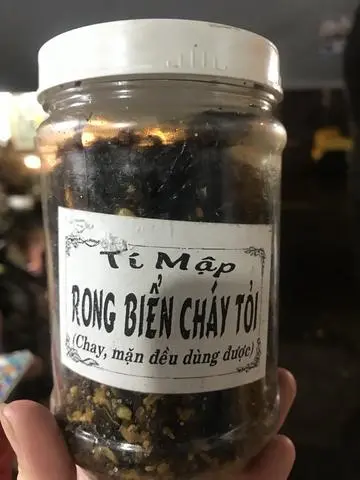 Tí Mập
RONG BIỂN CHÁY TỎI
(Chay, mặn đều dùng được)